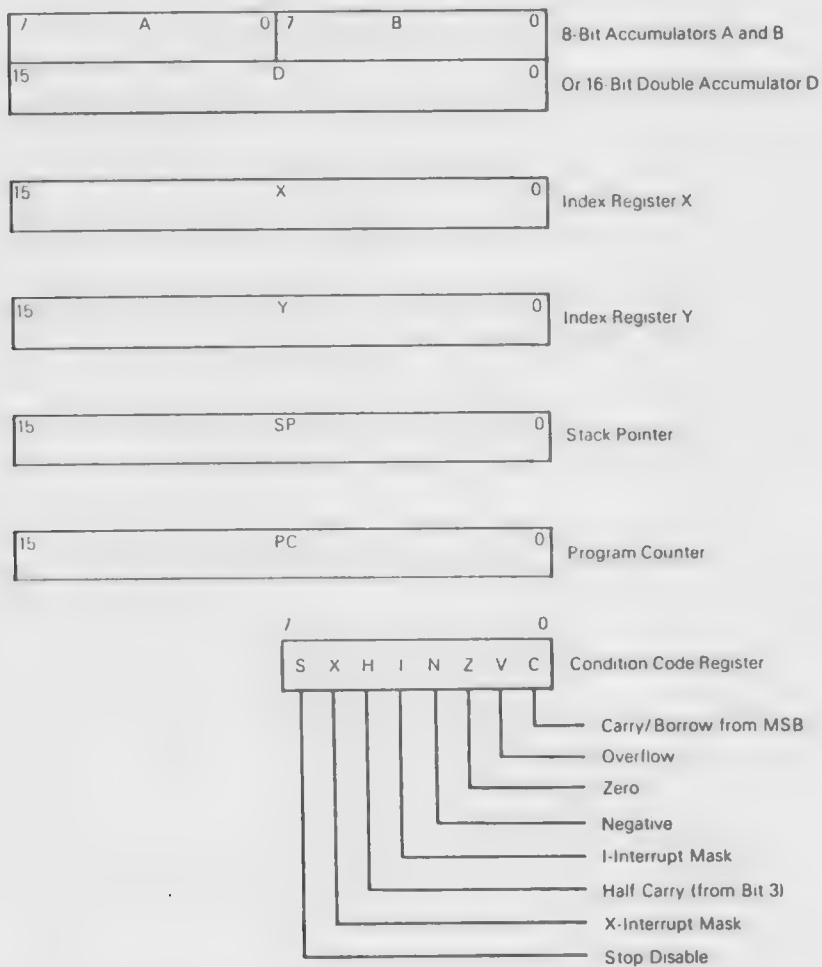 7 A 0 7 B 0 8-Bit Accumulators A and B
15 D 0 Or 16-Bit Double Accumulator D
15 X 0 Index Register X
15 Y 0 Index Register Y
15 SP 0 Stack Pointer
15 PC 0 Program Counter
7 0
S X H I N Z V C Condition Code Register
Carry/Borrow from MSB
Overflow
Zero
Negative
I-Interrupt Mask
Half Carry (from Bit 3)
X-Interrupt Mask
Stop Disable